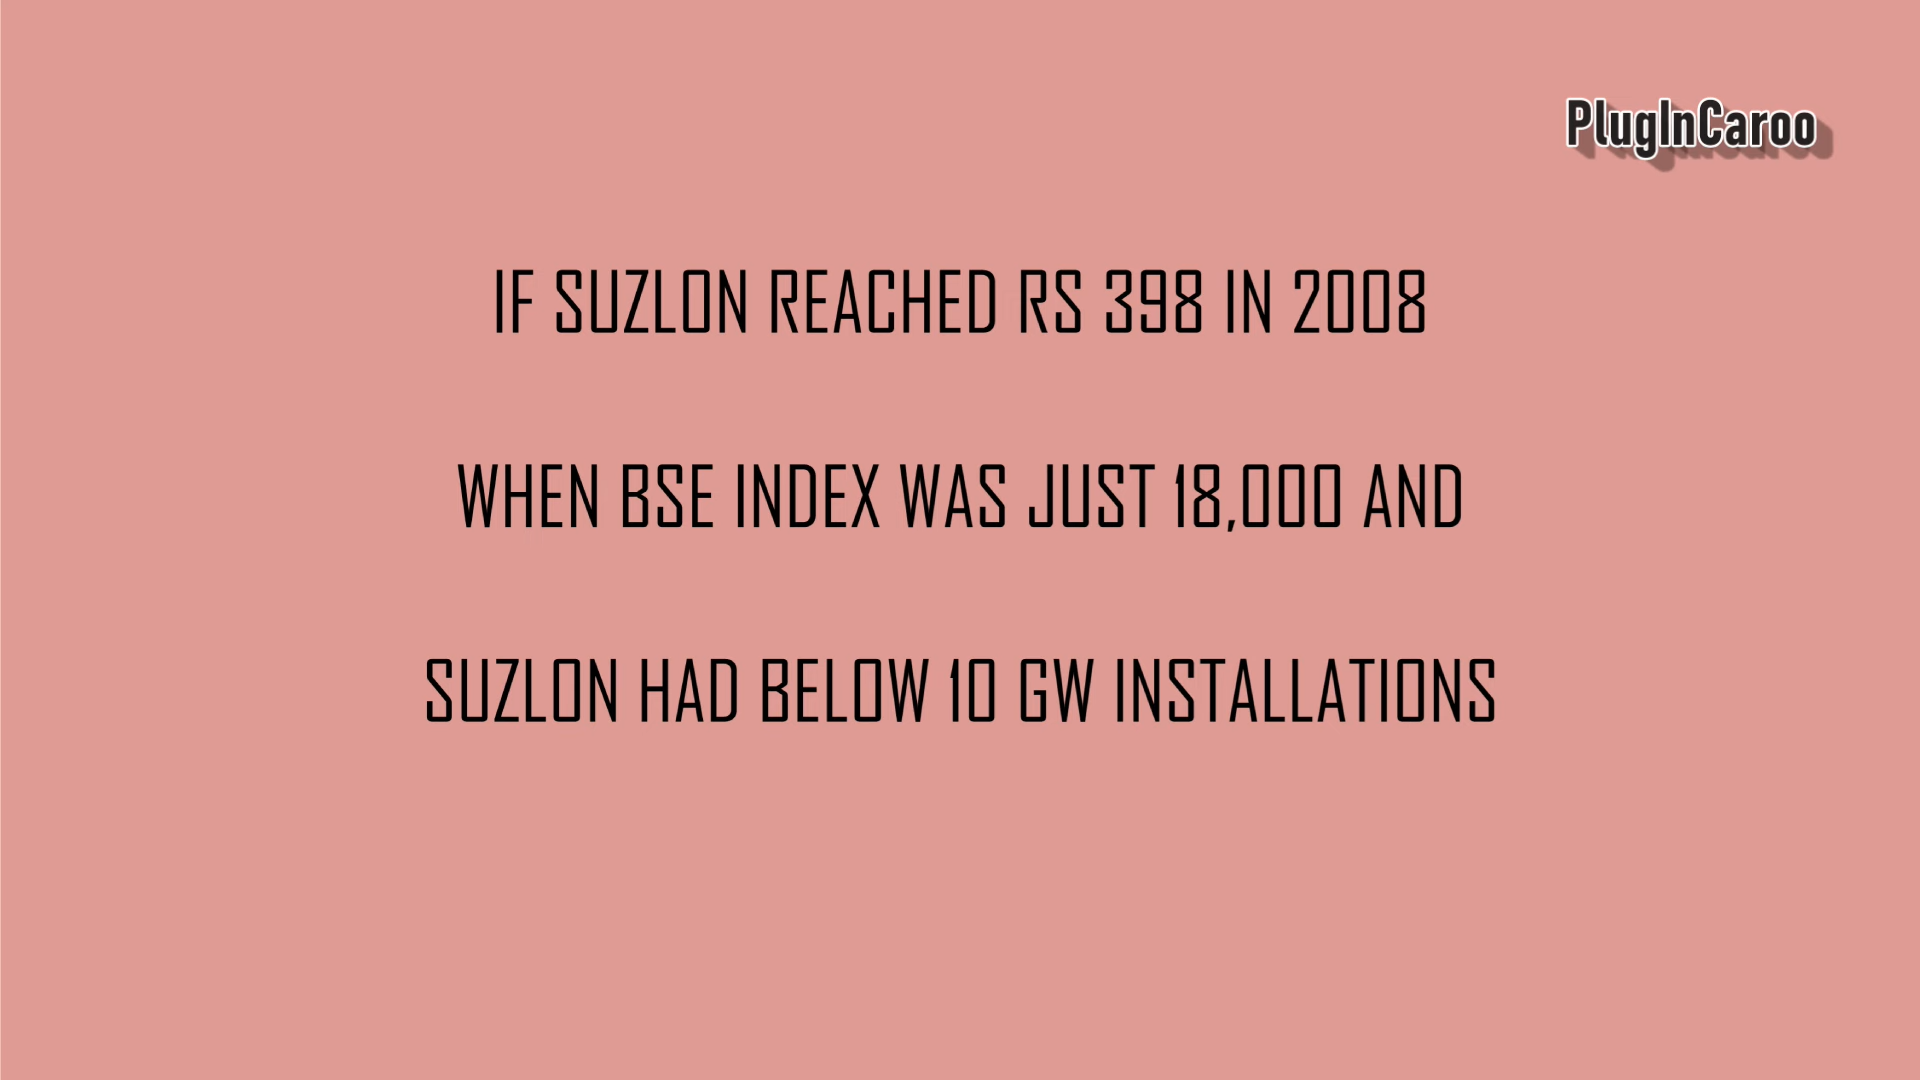 PlugInCaroo
IF SUZLON REACHED RS 398 IN 2008
WHEN BSE INDEX WAS JUST 18,000 AND
SUZLON HAD BELOW 10 GW INSTALLATIONS